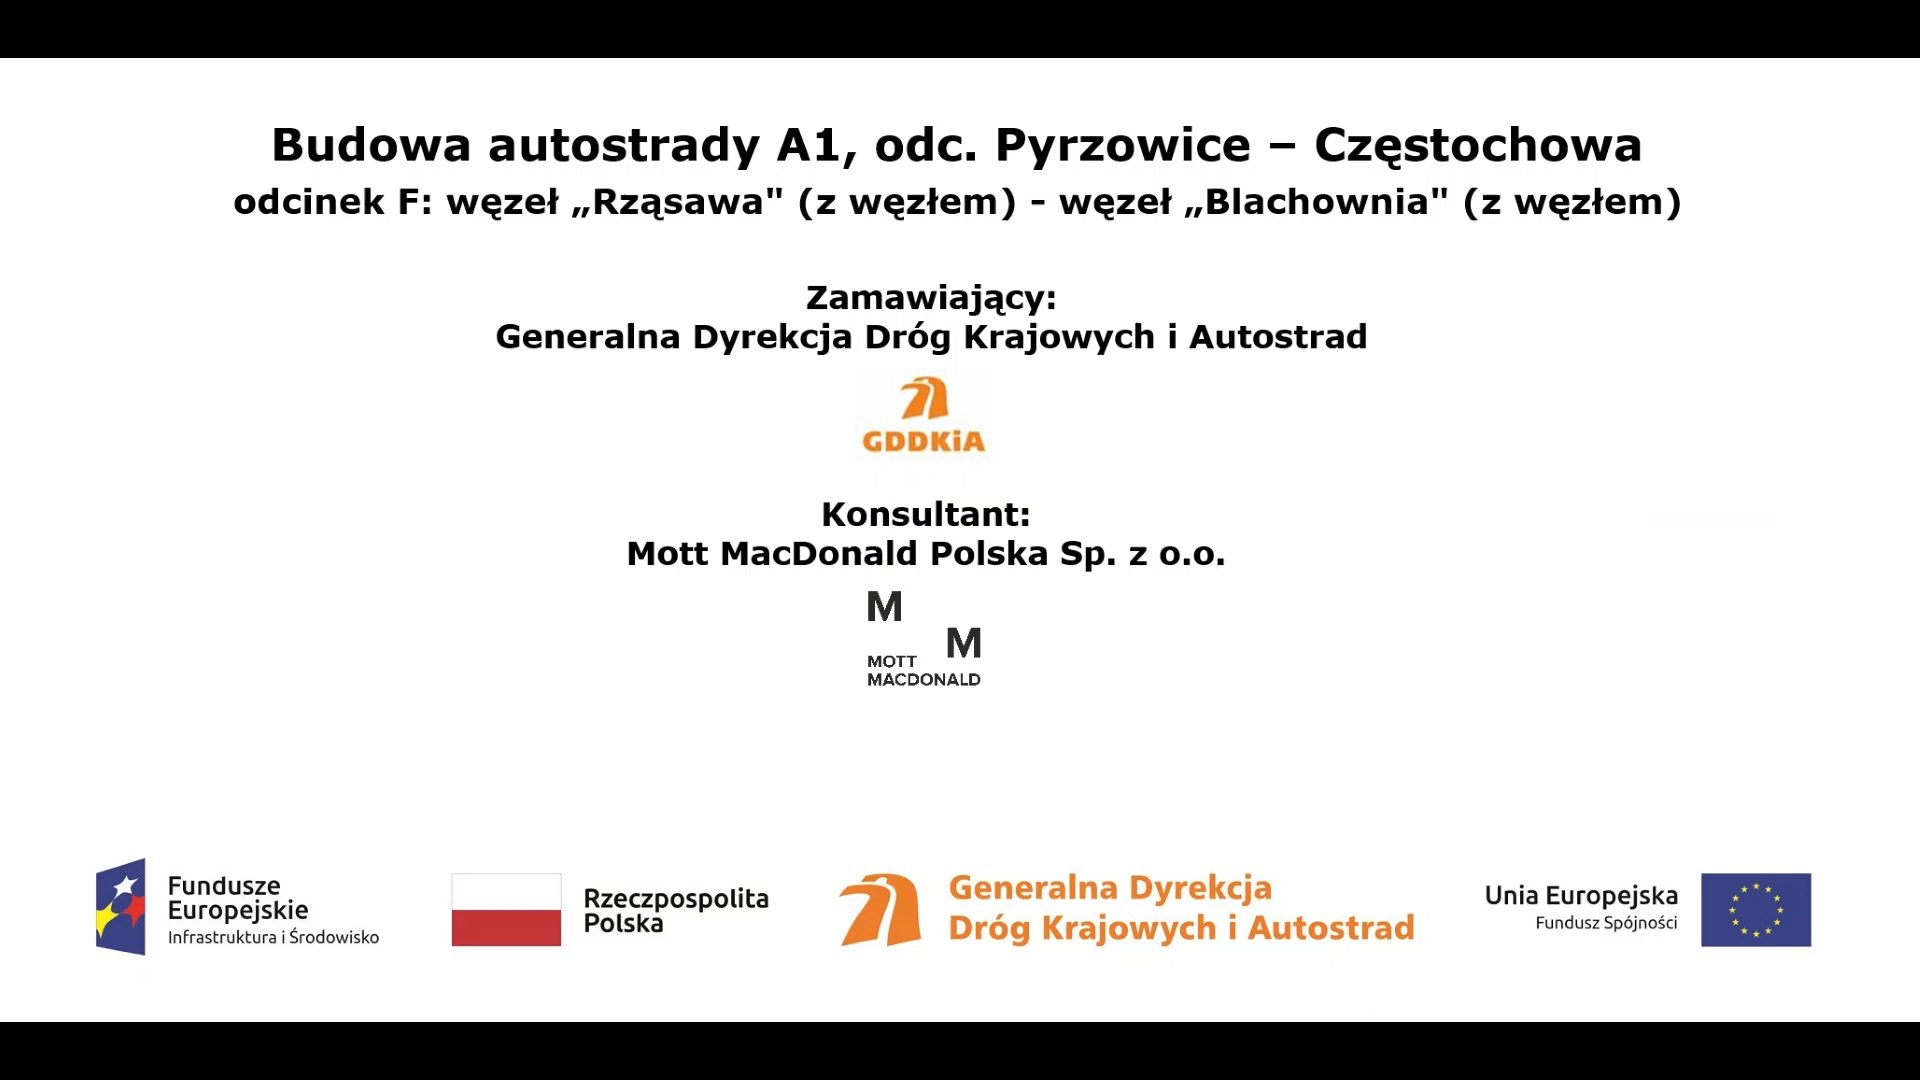 Budowa autostrady A1, odc. Pyrzowice – Częstochowa
odcinek F: węzeł „Rząsawa" (z węzłem) - węzeł „Blachownia" (z węzłem)
Zamawiający:
Generalna Dyrekcja Dróg Krajowych i Autostrad
GDDKiA
Konsultant:
Mott MacDonald Polska Sp. z o.o.
M
M
MOTT
MACDONALD
Fundusze
Europejskie
Infrastruktura i Środowisko
Rzeczpospolita
Polska
Generalna Dyrekcja
Dróg Krajowych i Autostrad
Unia Europejska
Fundusz Spójności